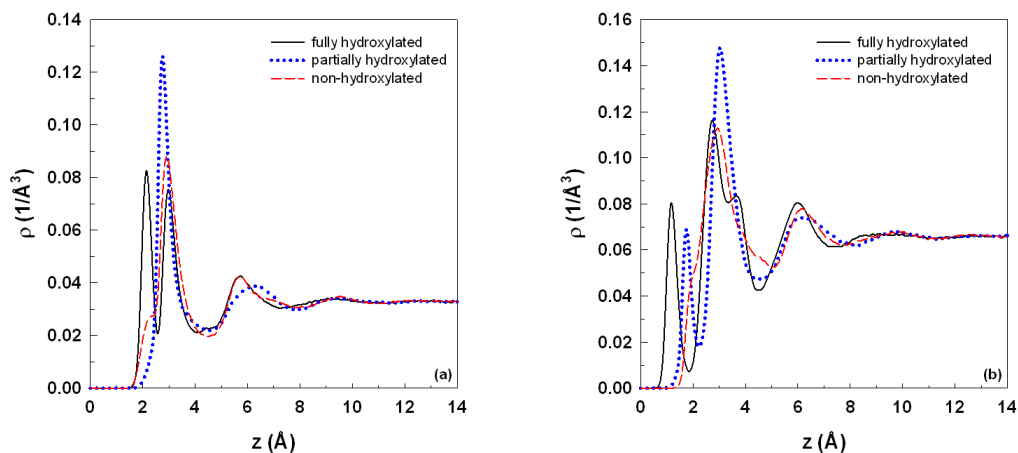 0.14
0.12
0.10
0.08
0.06
0.04
0.02
0.00
ρ (1/Å³)
fully hydroxylated
partially hydroxylated
non-hydroxylated
(a)
0 2 4 6 8 10 12 14
z (Å)
0.16
0.14
0.12
0.10
0.08
0.06
0.04
0.02
0.00
ρ (1/Å³)
fully hydroxylated
partially hydroxylated
non-hydroxylated
(b)
0 2 4 6 8 10 12 14
z (Å)